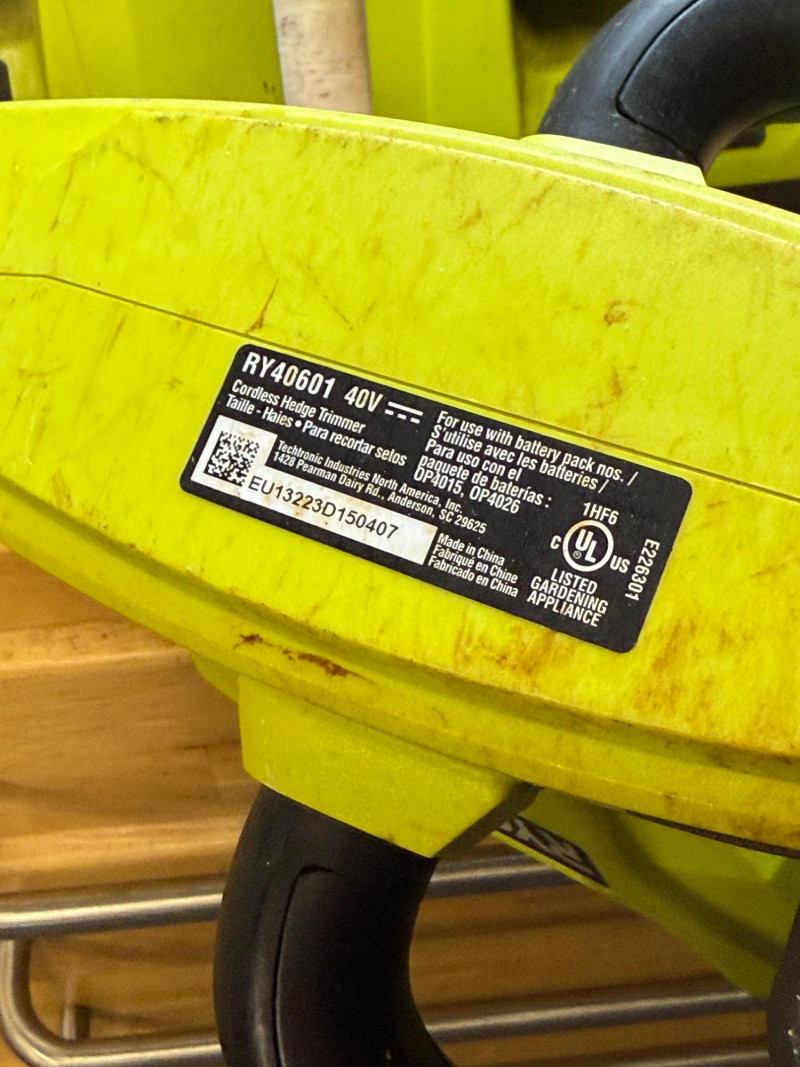 RY40601 40V
Cordless Hedge Trimmer
Taille - Haies • Para recortar setos
Techtronic Industries North America, Inc.
1428 Pearman Dairy Rd., Anderson, SC 29625
EU13223D150407
For use with battery pack nos. /
S'utilise avec les batteries /
Para uso con el
paquete de baterías :
OP4015, OP4026
Made in China
Fabriqué en Chine
Fabricado en China
1HF6
C UL ® US
LISTED
GARDENING
APPLIANCE
E226301